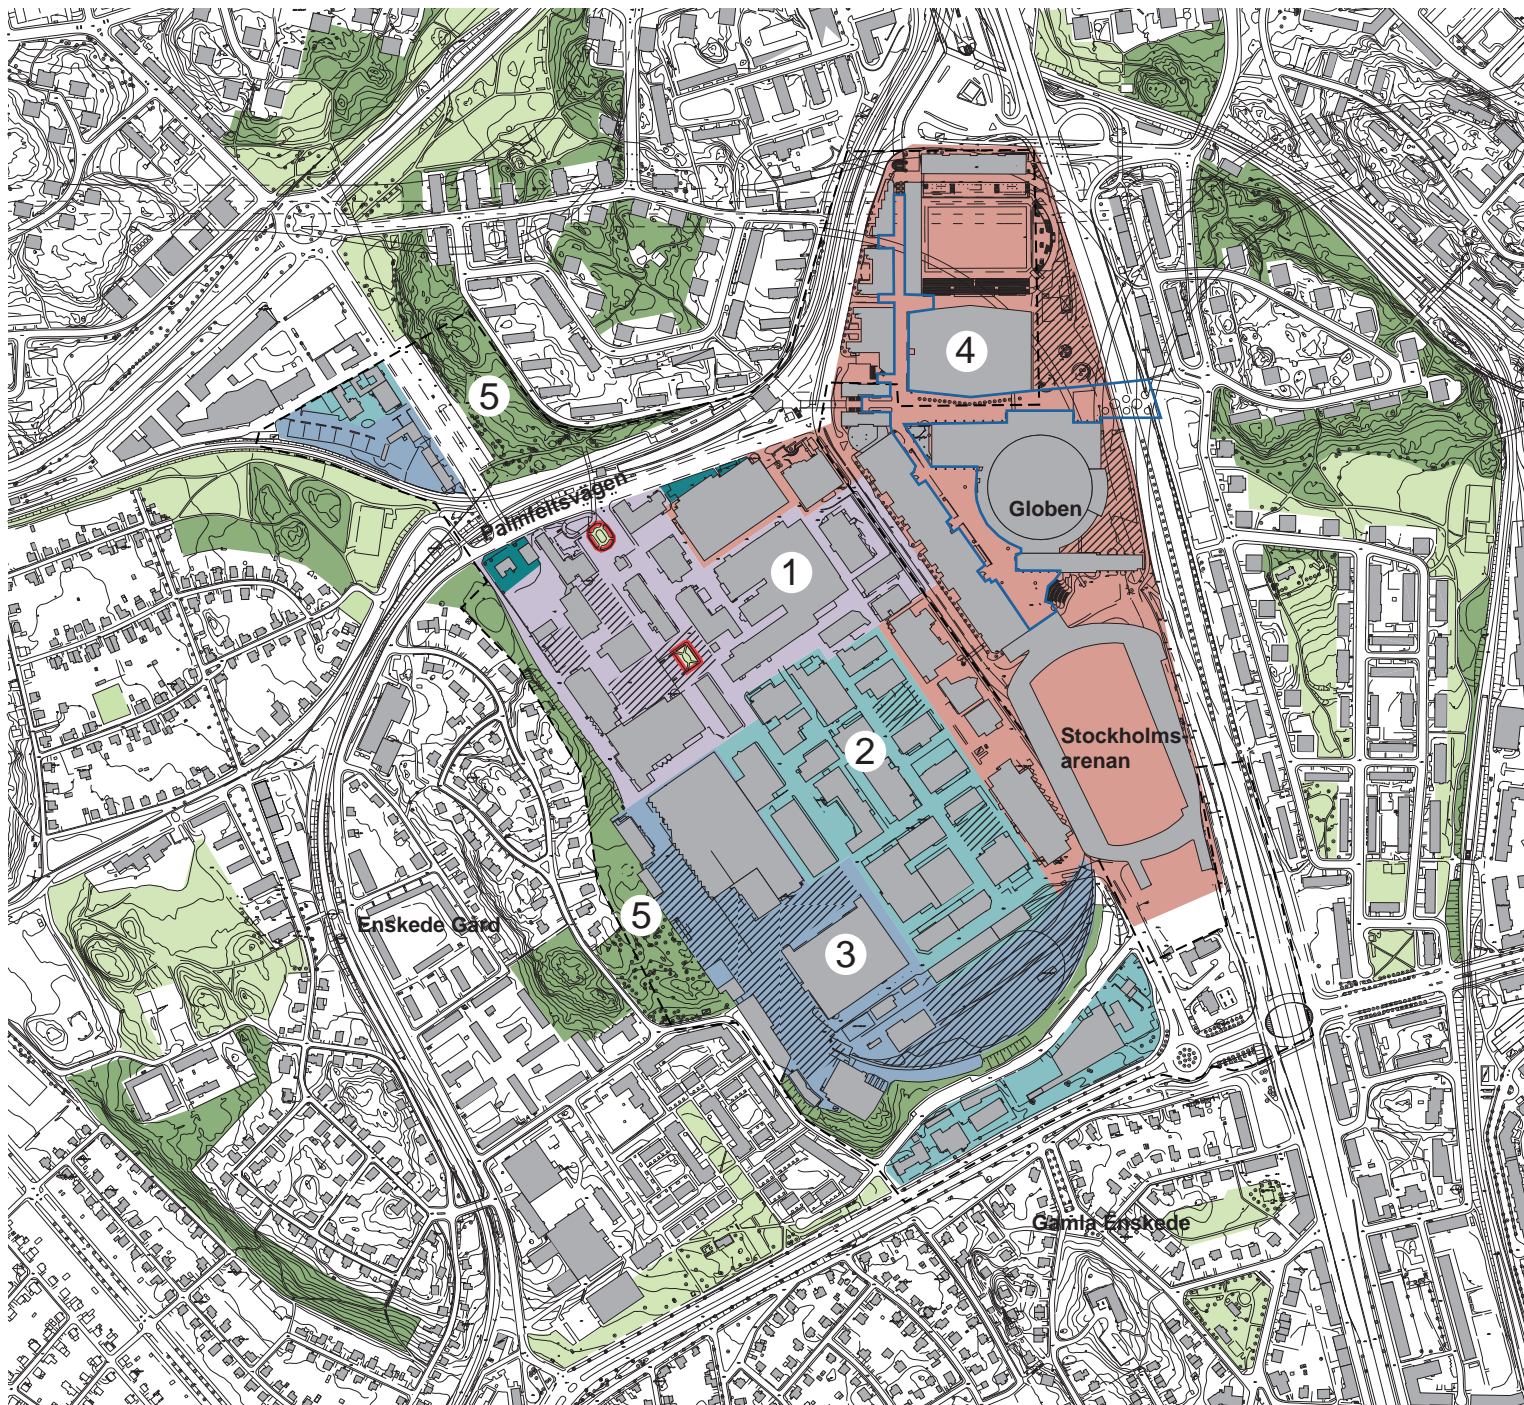 4
5
Palmfeltsvägen
Globen
1
2
Stockholms-
arenan
5
Enskede Gård
3
Gamla Enskede